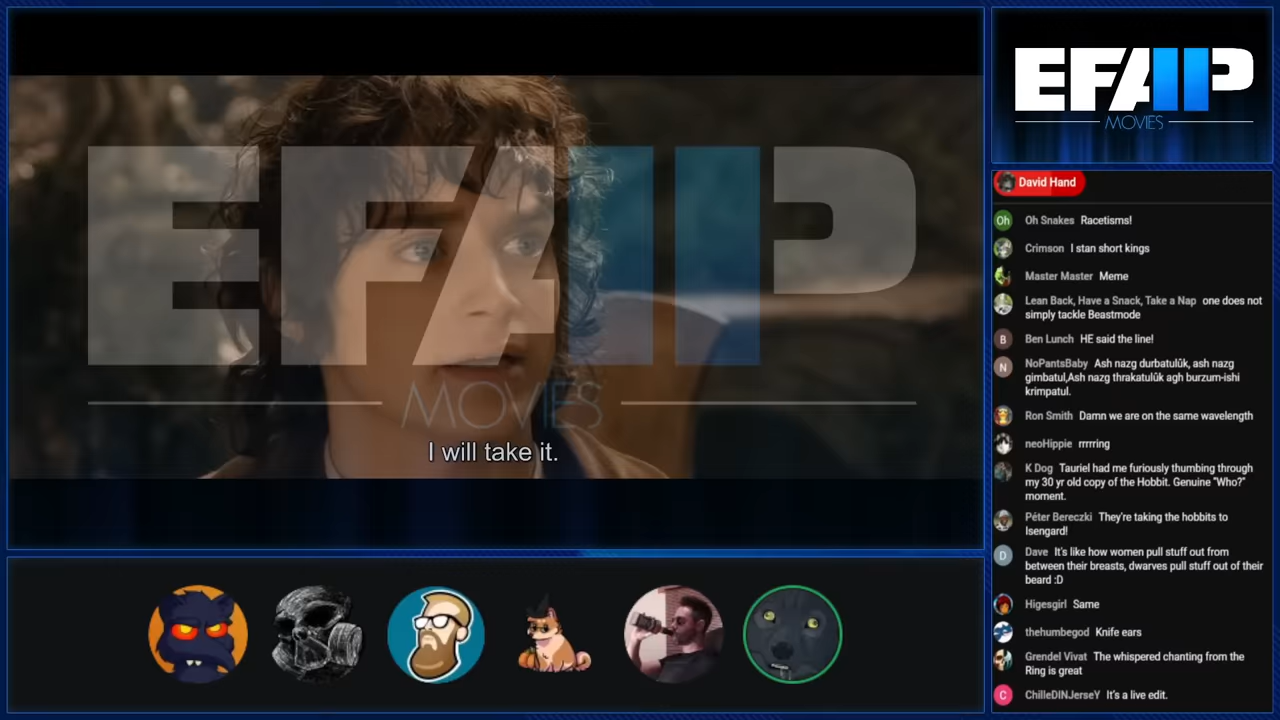 EFAP
MOVIES
I will take it.
EFAP
MOVIES
David Hand
Oh
Oh Snakes Racetisms!
Crimson I stan short kings
Master Master Meme
Lean Back, Have a Snack, Take a Nap one does not
simply tackle Beastmode
B
Ben Lunch HE said the line!
N
NoPantsBaby Ash nazg durbatulûk, ash nazg
gimbatul,Ash nazg thrakatulûk agh burzum-ishi
krimpatul.
Ron Smith Damn we are on the same wavelength
neoHippie rrrrring
K Dog Tauriel had me furiously thumbing through
my 30 yr old copy of the Hobbit. Genuine "Who?"
moment.
Péter Bereczki They're taking the hobbits to
Isengard!
D
Dave It's like how women pull stuff out from
between their breasts, dwarves pull stuff out of their
beard :D
Higesgirl Same
thehumbegod Knife ears
Grendel Vivat The whispered chanting from the
Ring is great
C
ChilleDINJerseY It's a live edit.